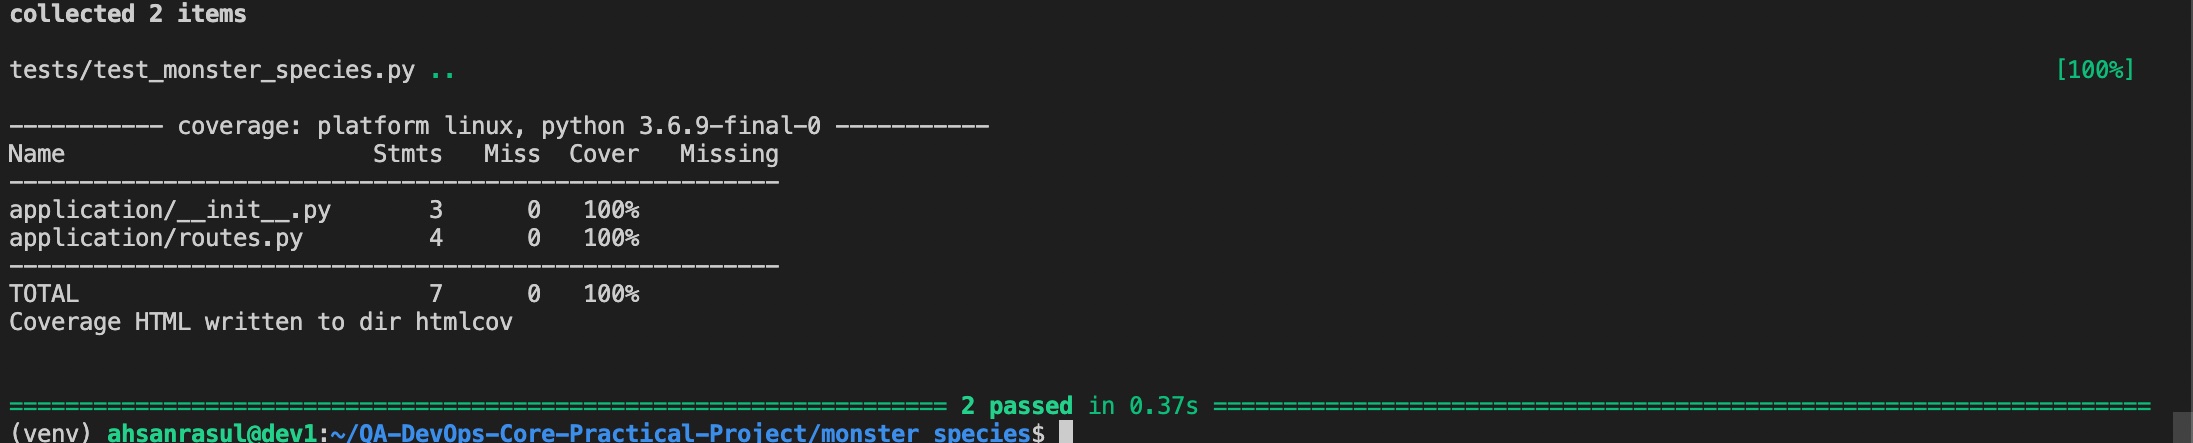 collected 2 items
tests/test_monster_species.py .. [100%]
----------- coverage: platform linux, python 3.6.9-final-0 -----------
Name Stmts Miss Cover Missing
-------------------------------------------------------
application/__init__.py 3 0 100%
application/routes.py 4 0 100%
-------------------------------------------------------
TOTAL 7 0 100%
Coverage HTML written to dir htmlcov
=================================================================== 2 passed in 0.37s ===================================================================
(venv) ahsanrasul@dev1:~/QA-DevOps-Core-Practical-Project/monster_species$